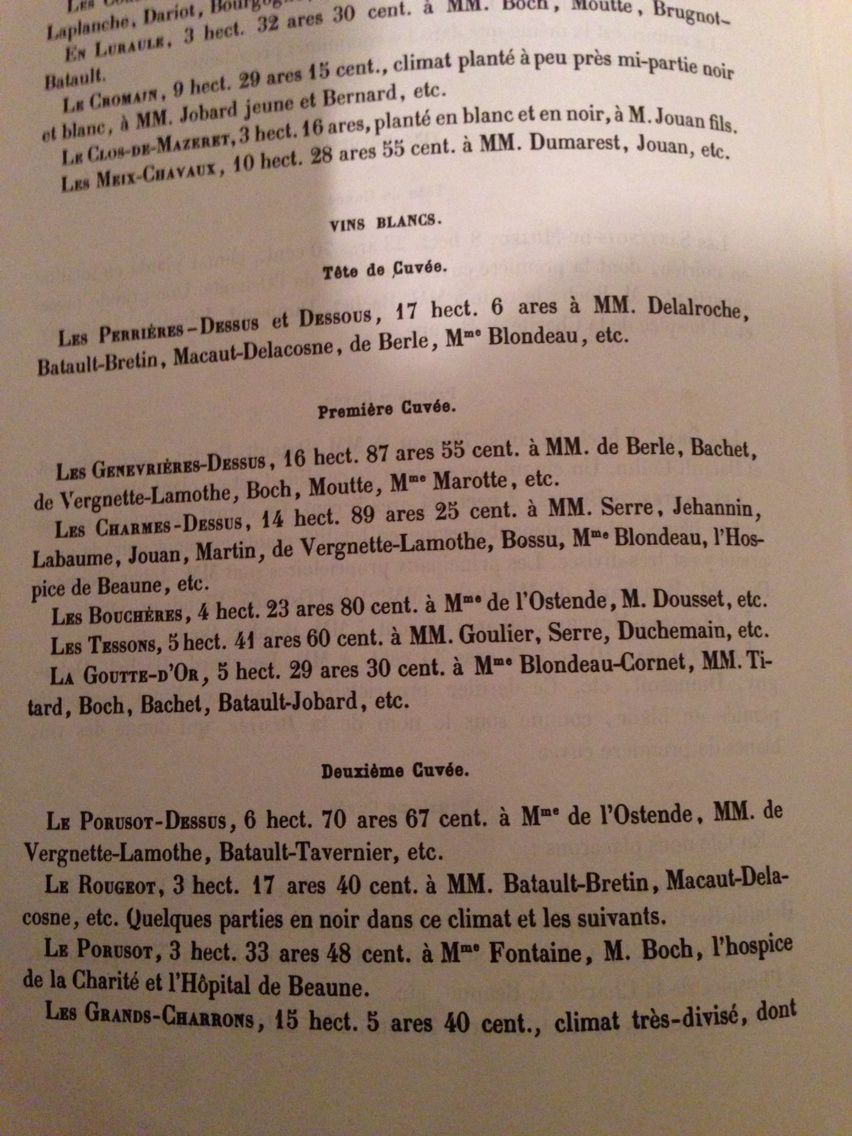 Laplanche, Dariot, Bourgogne,
En Luraule, 3 hect. 32 ares 30 cent. à MM. Boch, Moutte, Brugnot-
Batault.
Le Cromain, 9 hect. 29 ares 15 cent., climat planté à peu près mi-partie noir
et blanc, à MM. Jobard jeune et Bernard, etc.
Le Clos-de-Mazeret, 3 hect. 16 ares, planté en blanc et en noir, à M. Jouan fils.
Les Meix-Chavaux, 10 hect. 28 ares 55 cent. à MM. Dumarest, Jouan, etc.
VINS BLANCS.
Tête de Cuvée.
Les Perrières-Dessus et Dessous, 17 hect. 6 ares à MM. Delalroche,
Batault-Bretin, Macaut-Delacosne, de Berle, Mme Blondeau, etc.
Première Cuvée.
Les Genevrières-Dessus, 16 hect. 87 ares 55 cent. à MM. de Berle, Bachet,
de Vergnette-Lamothe, Boch, Moutte, Mme Marotte, etc.
Les Charmes-Dessus, 14 hect. 89 ares 25 cent. à MM. Serre, Jehannin,
Labaume, Jouan, Martin, de Vergnette-Lamothe, Bossu, Mme Blondeau, l'Hos-
pice de Beaune, etc.
Les Bouchères, 4 hect. 23 ares 80 cent. à Mme de l'Ostende, M. Dousset, etc.
Les Tessons, 5 hect. 41 ares 60 cent. à MM. Goulier, Serre, Duchemain, etc.
La Goutte-d'Or, 5 hect. 29 ares 30 cent. à Mme Blondeau-Cornet, MM. Ti-
tard, Boch, Bachet, Batault-Jobard, etc.
Deuxième Cuvée.
Le Porusot-Dessus, 6 hect. 70 ares 67 cent. à Mme de l'Ostende, MM. de
Vergnette-Lamothe, Batault-Tavernier, etc.
Le Rougeot, 3 hect. 17 ares 40 cent. à MM. Batault-Bretin, Macaut-Dela-
cosne, etc. Quelques parties en noir dans ce climat et les suivants.
Le Porusot, 3 hect. 33 ares 48 cent. à Mme Fontaine, M. Boch, l'hospice
de la Charité et l'Hôpital de Beaune.
Les Grands-Charrons, 15 hect. 5 ares 40 cent., climat très-divisé, dont